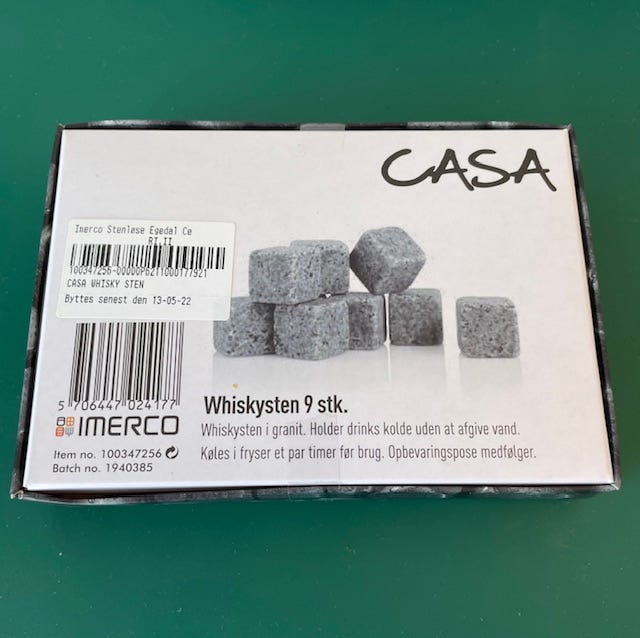 CASA
Imerco Stenløse Egedal Ce
RI.II
100347256-00000P6211000177921
CASA WHISKY STEN
Byttes senest den 13-05-22
5 706447 024177
IMERCO
Item no. 100347256
Batch no. 1940385
Whiskysten 9 stk.
Whiskysten i granit. Holder drinks kolde uden at afgive vand.
Køles i fryser et par timer før brug. Opbevaringspose medfølger.